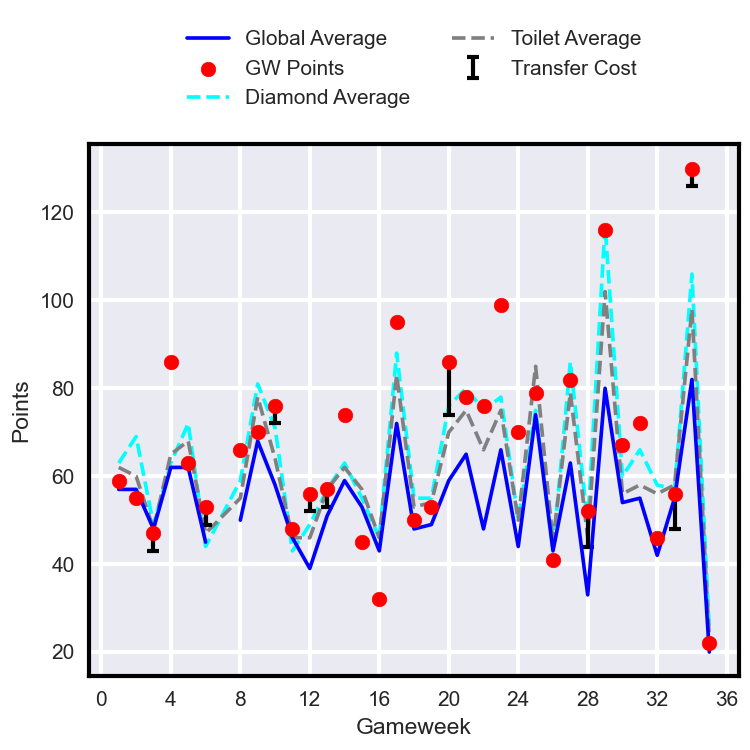 Global Average
GW Points
Diamond Average
Toilet Average
Transfer Cost
Points
120
100
80
60
40
20
0 4 8 12 16 20 24 28 32 36
Gameweek